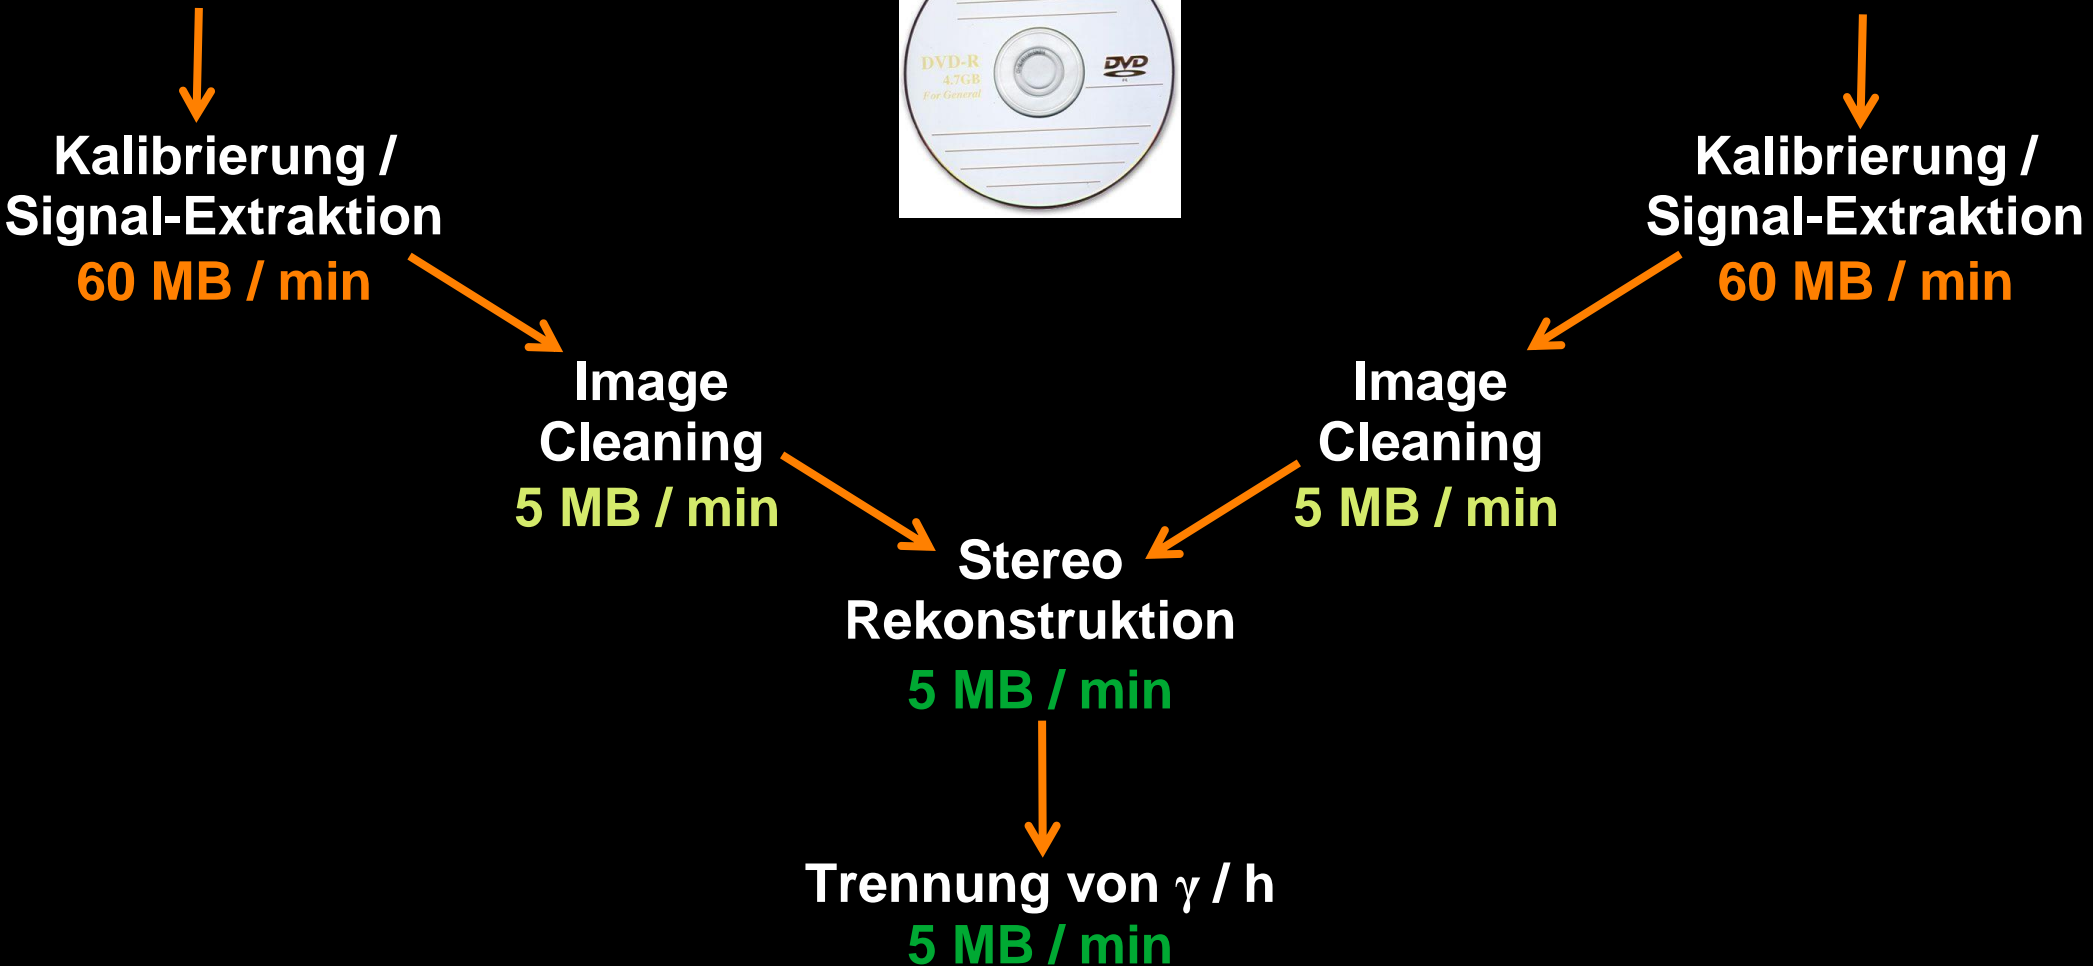 DVD-R
4.7GB
For General
DVD
Kalibrierung /
Signal-Extraktion
60 MB / min
Kalibrierung /
Signal-Extraktion
60 MB / min
Image
Cleaning
5 MB / min
Image
Cleaning
5 MB / min
Stereo
Rekonstruktion
5 MB / min
Trennung von γ / h
5 MB / min